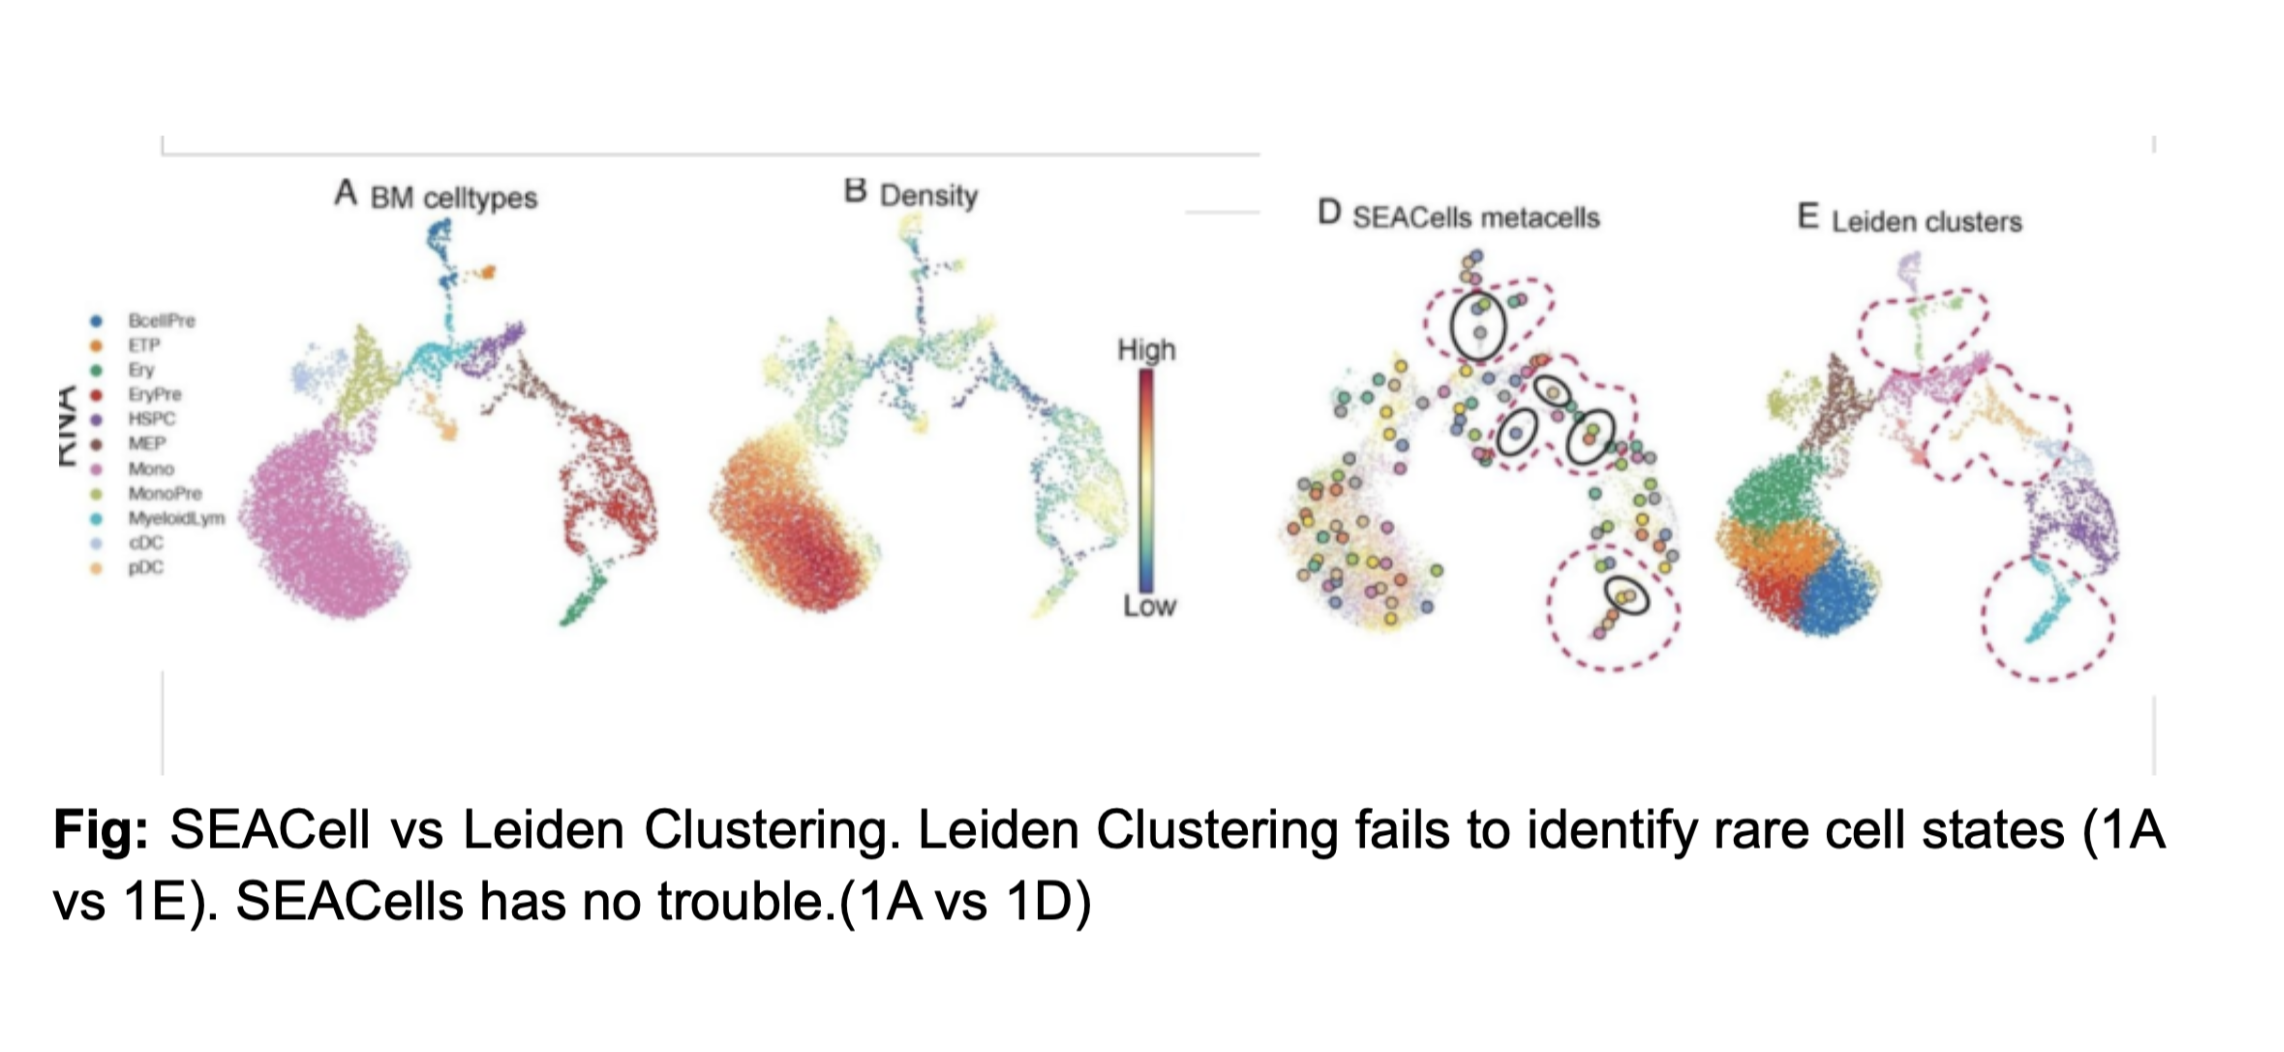 A BM celltypes
B Density
D SEACells metacells
E Leiden clusters
RNA
BcellPre
ETP
Ery
EryPre
HSPC
MEP
Mono
MonoPre
MyeloidLym
cDC
pDC
High
Low
Fig: SEACell vs Leiden Clustering. Leiden Clustering fails to identify rare cell states (1A
vs 1E). SEACells has no trouble.(1A vs 1D)